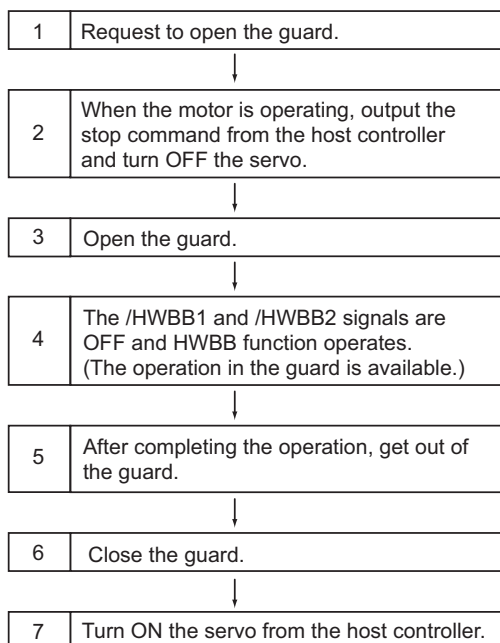 1 Request to open the guard.
2 When the motor is operating, output the
stop command from the host controller
and turn OFF the servo.
3 Open the guard.
4 The /HWBB1 and /HWBB2 signals are
OFF and HWBB function operates.
(The operation in the guard is available.)
5 After completing the operation, get out of
the guard.
6 Close the guard.
7 Turn ON the servo from the host controller.